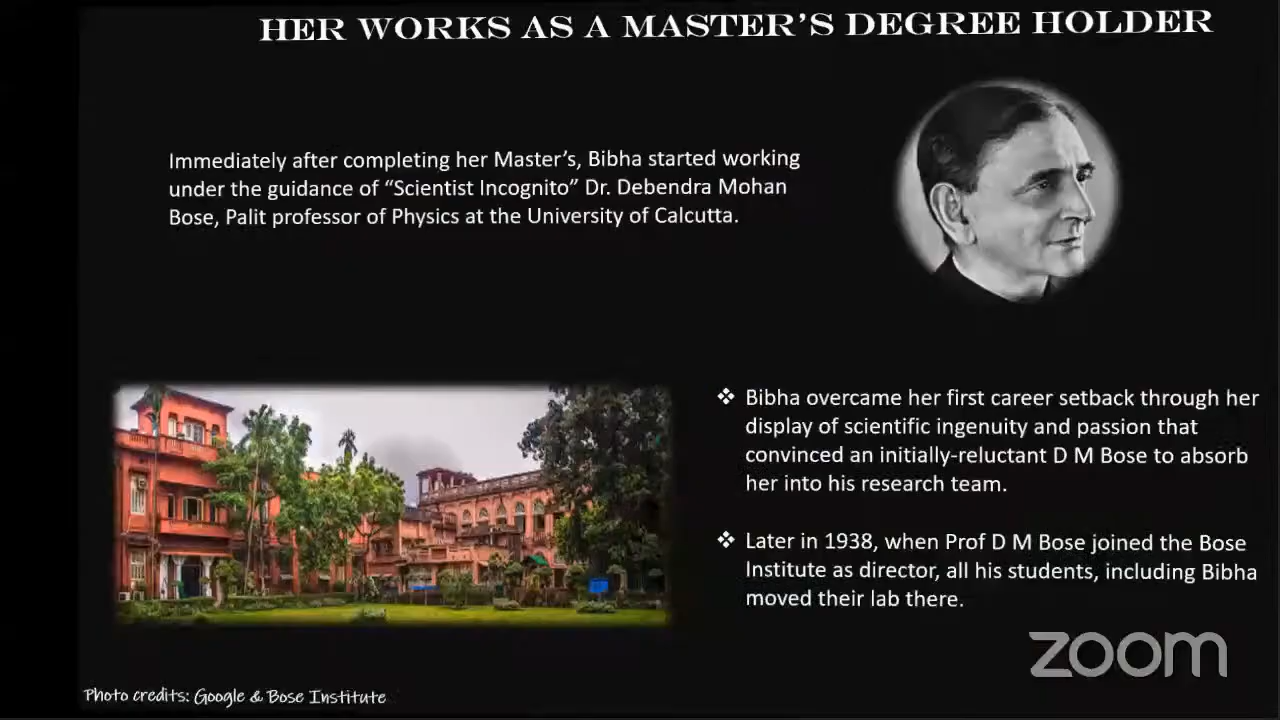 HER WORKS AS A MASTER'S DEGREE HOLDER
Immediately after completing her Master's, Bibha started working
under the guidance of “Scientist Incognito” Dr. Debendra Mohan
Bose, Palit professor of Physics at the University of Calcutta.
❖ Bibha overcame her first career setback through her
display of scientific ingenuity and passion that
convinced an initially-reluctant D M Bose to absorb
her into his research team.
❖ Later in 1938, when Prof D M Bose joined the Bose
Institute as director, all his students, including Bibha
moved their lab there.
zoom
Photo credits: Google & Bose Institute